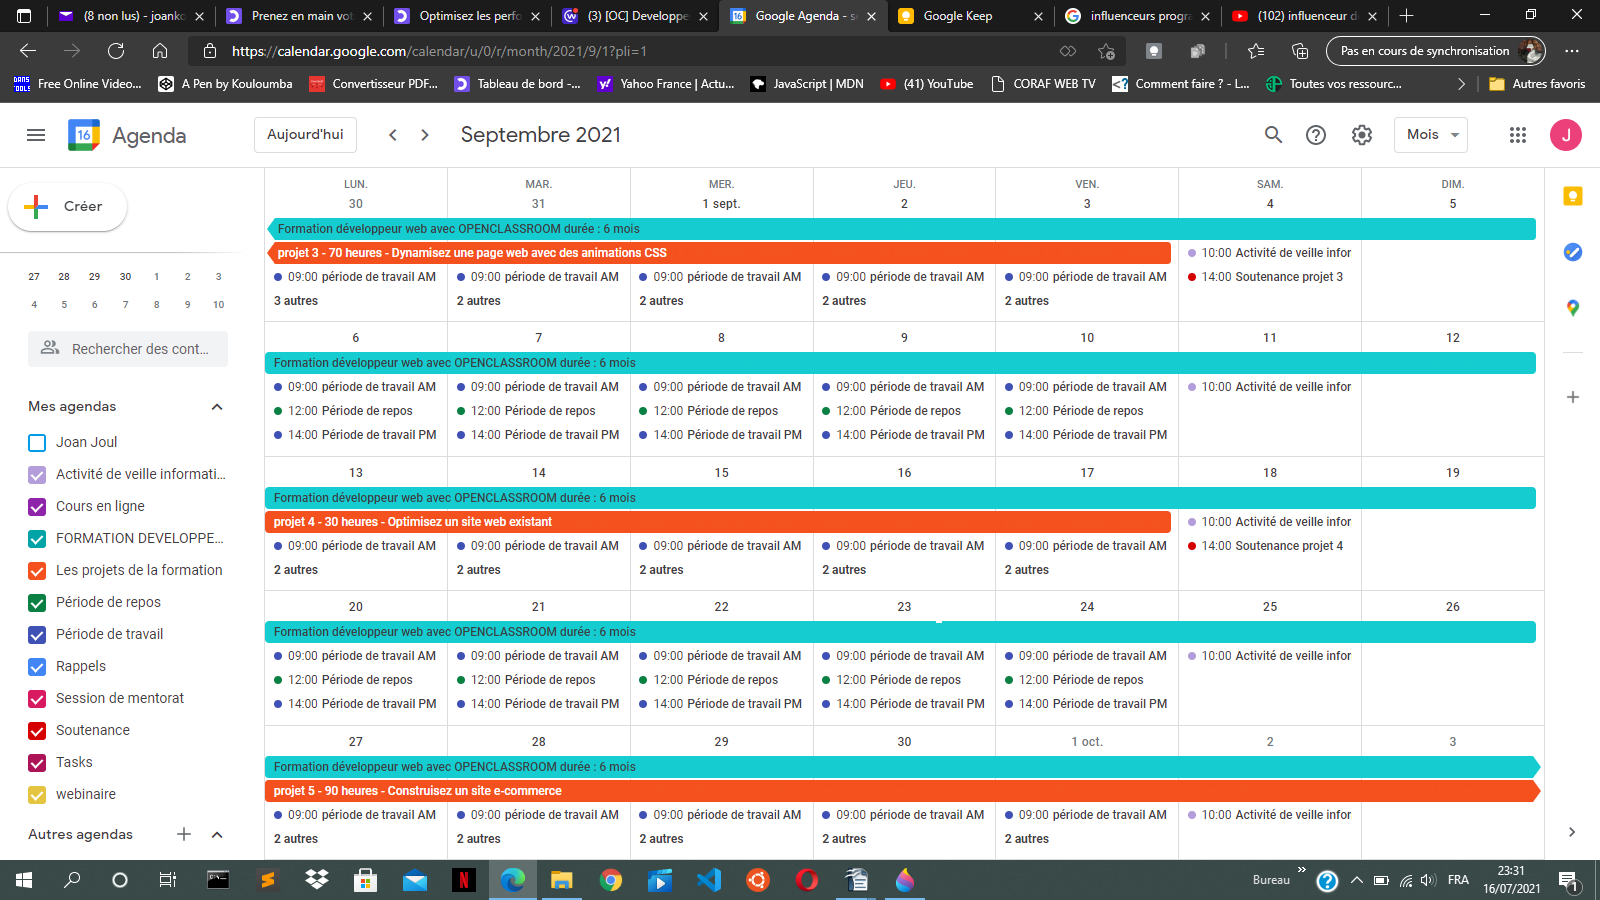 (8 non lus) - joanko
Prenez en main vot
Optimisez les perfo
(3) [OC] Developpe
Google Agenda - se
Google Keep
influenceurs progra
(102) influenceur d
https://calendar.google.com/calendar/u/0/r/month/2021/9/1?pli=1
Pas en cours de synchronisation
DANS TOOLS
Free Online Video...
A Pen by Kouloumba
Convertisseur PDF...
Tableau de bord -...
Yahoo France | Actu...
JavaScript | MDN
(41) YouTube
CORAF WEB TV
Comment faire ? - L...
Toutes vos ressourc...
Autres favoris
16
Agenda
Aujourd'hui
Septembre 2021
Mois
J
Créer
27 28 29 30 1 2 3
4 5 6 7 8 9 10
Rechercher des cont...
Mes agendas
Joan Joul
Activité de veille informati...
Cours en ligne
FORMATION DEVELOPPE...
Les projets de la formation
Période de repos
Période de travail
Rappels
Session de mentorat
Soutenance
Tasks
webinaire
Autres agendas
LUN. MAR. MER. JEU. VEN. SAM. DIM.
30 31 1 sept. 2 3 4 5
Formation développeur web avec OPENCLASSROOM durée : 6 mois
projet 3 - 70 heures - Dynamisez une page web avec des animations CSS
10:00 Activité de veille infor
09:00 période de travail AM 09:00 période de travail AM 09:00 période de travail AM 09:00 période de travail AM 09:00 période de travail AM 14:00 Soutenance projet 3
3 autres 2 autres 2 autres 2 autres 2 autres
6 7 8 9 10 11 12
Formation développeur web avec OPENCLASSROOM durée : 6 mois
09:00 période de travail AM 09:00 période de travail AM 09:00 période de travail AM 09:00 période de travail AM 09:00 période de travail AM 10:00 Activité de veille infor
12:00 Période de repos 12:00 Période de repos 12:00 Période de repos 12:00 Période de repos 12:00 Période de repos
14:00 Période de travail PM 14:00 Période de travail PM 14:00 Période de travail PM 14:00 Période de travail PM 14:00 Période de travail PM
13 14 15 16 17 18 19
Formation développeur web avec OPENCLASSROOM durée : 6 mois
projet 4 - 30 heures - Optimisez un site web existant
10:00 Activité de veille infor
09:00 période de travail AM 09:00 période de travail AM 09:00 période de travail AM 09:00 période de travail AM 09:00 période de travail AM 14:00 Soutenance projet 4
2 autres 2 autres 2 autres 2 autres 2 autres
20 21 22 23 24 25 26
Formation développeur web avec OPENCLASSROOM durée : 6 mois
09:00 période de travail AM 09:00 période de travail AM 09:00 période de travail AM 09:00 période de travail AM 09:00 période de travail AM 10:00 Activité de veille infor
12:00 Période de repos 12:00 Période de repos 12:00 Période de repos 12:00 Période de repos 12:00 Période de repos
14:00 Période de travail PM 14:00 Période de travail PM 14:00 Période de travail PM 14:00 Période de travail PM 14:00 Période de travail PM
27 28 29 30 1 oct. 2 3
Formation développeur web avec OPENCLASSROOM durée : 6 mois
projet 5 - 90 heures - Construisez un site e-commerce
09:00 période de travail AM 09:00 période de travail AM 09:00 période de travail AM 09:00 période de travail AM 09:00 période de travail AM 10:00 Activité de veille infor
2 autres 2 autres 2 autres 2 autres 2 autres
Bureau
FRA
23:31
16/07/2021
1